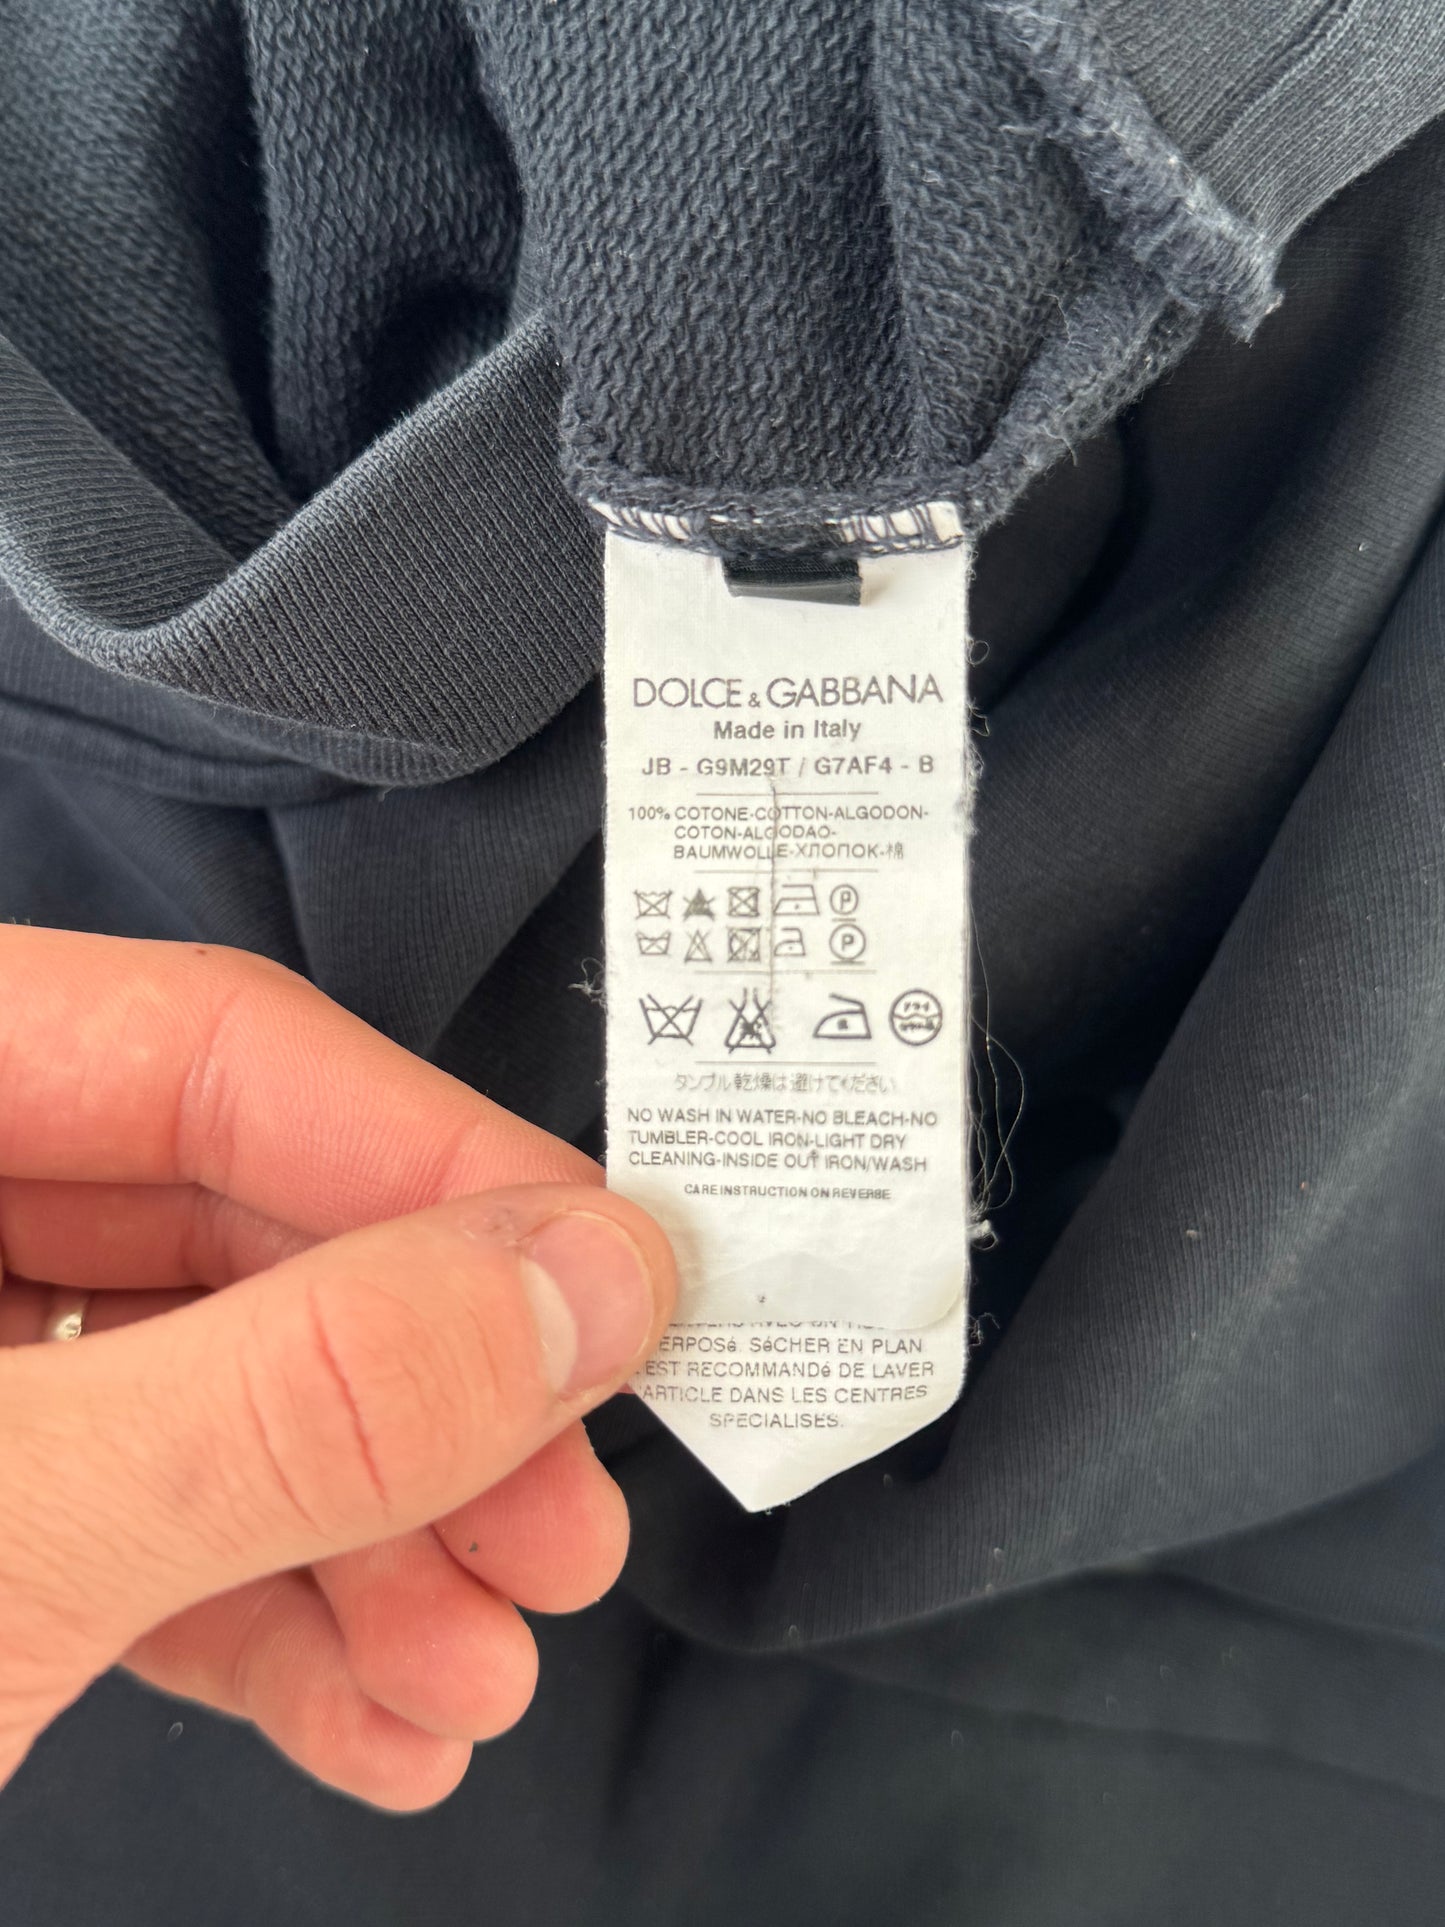 DOLCE & GABBANA
Made in Italy
JB - G9M29T / G7AF4 - B
100% COTONE-COTTON-ALGODON-
COTON-ALGODAO-
BAUMWOLLE-ХЛОПОК-棉
P
P
タンブル乾燥は避けてください
NO WASH IN WATER-NO BLEACH-NO
TUMBLER-COOL IRON-LIGHT DRY
CLEANING-INSIDE OUT IRON/WASH
CARE INSTRUCTION ON REVERSE
SéCHER EN PLAN
EST RECOMMANDé DE LAVER
ARTICLE DANS LES CENTRES
SPECIALISES.